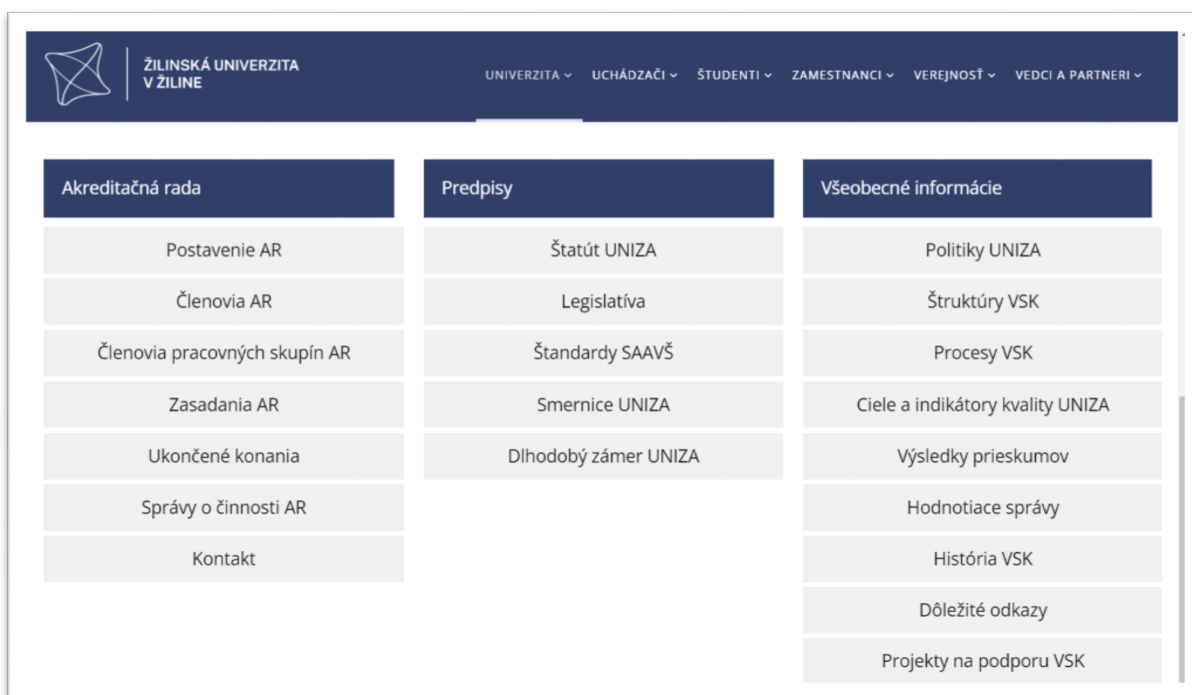 ŽILINSKÁ UNIVERZITA
V ŽILINE
UNIVERZITA UCHÁDZAČI ŠTUDENTI ZAMESTNANCI VEREJNOSŤ VEDCI A PARTNERI
Akreditačná rada
Postavenie AR
Členovia AR
Členovia pracovných skupín AR
Zasadania AR
Ukončené konania
Správy o činnosti AR
Kontakt
Predpisy
Štatút UNIZA
Legislatíva
Štandardy SAAVŠ
Smernice UNIZA
Dlhodobý zámer UNIZA
Všeobecné informácie
Politiky UNIZA
Štruktúry VSK
Procesy VSK
Ciele a indikátory kvality UNIZA
Výsledky prieskumov
Hodnotiace správy
História VSK
Dôležité odkazy
Projekty na podporu VSK